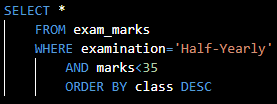 SELECT *
FROM exam_marks
WHERE examination='Half-Yearly'
AND marks<35
ORDER BY class DESC